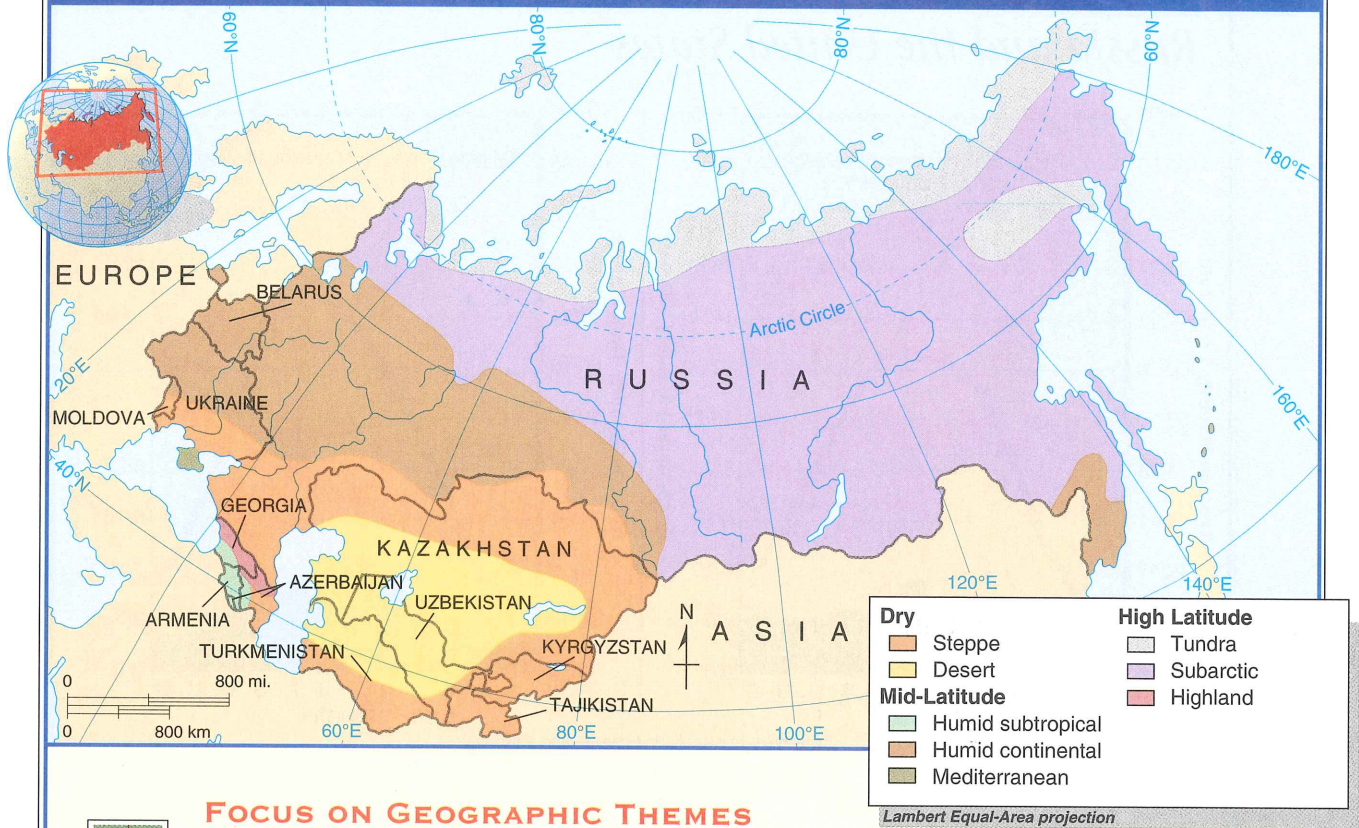 60°N
80°N
80°N
60°N
180°E
EUROPE
BELARUS
Arctic Circle
20°E
RUSSIA
160°E
MOLDOVA
UKRAINE
40°N
GEORGIA
KAZAKHSTAN
AZERBAIJAN
120°E
140°E
ARMENIA
UZBEKISTAN
N
ASIA
TURKMENISTAN
KYRGYZSTAN
0 800 mi.
TAJIKISTAN
0 800 km
60°E
80°E
100°E
Dry
Steppe
Desert
Mid-Latitude
Humid subtropical
Humid continental
Mediterranean
High Latitude
Tundra
Subarctic
Highland
FOCUS ON GEOGRAPHIC THEMES
Lambert Equal-Area projection